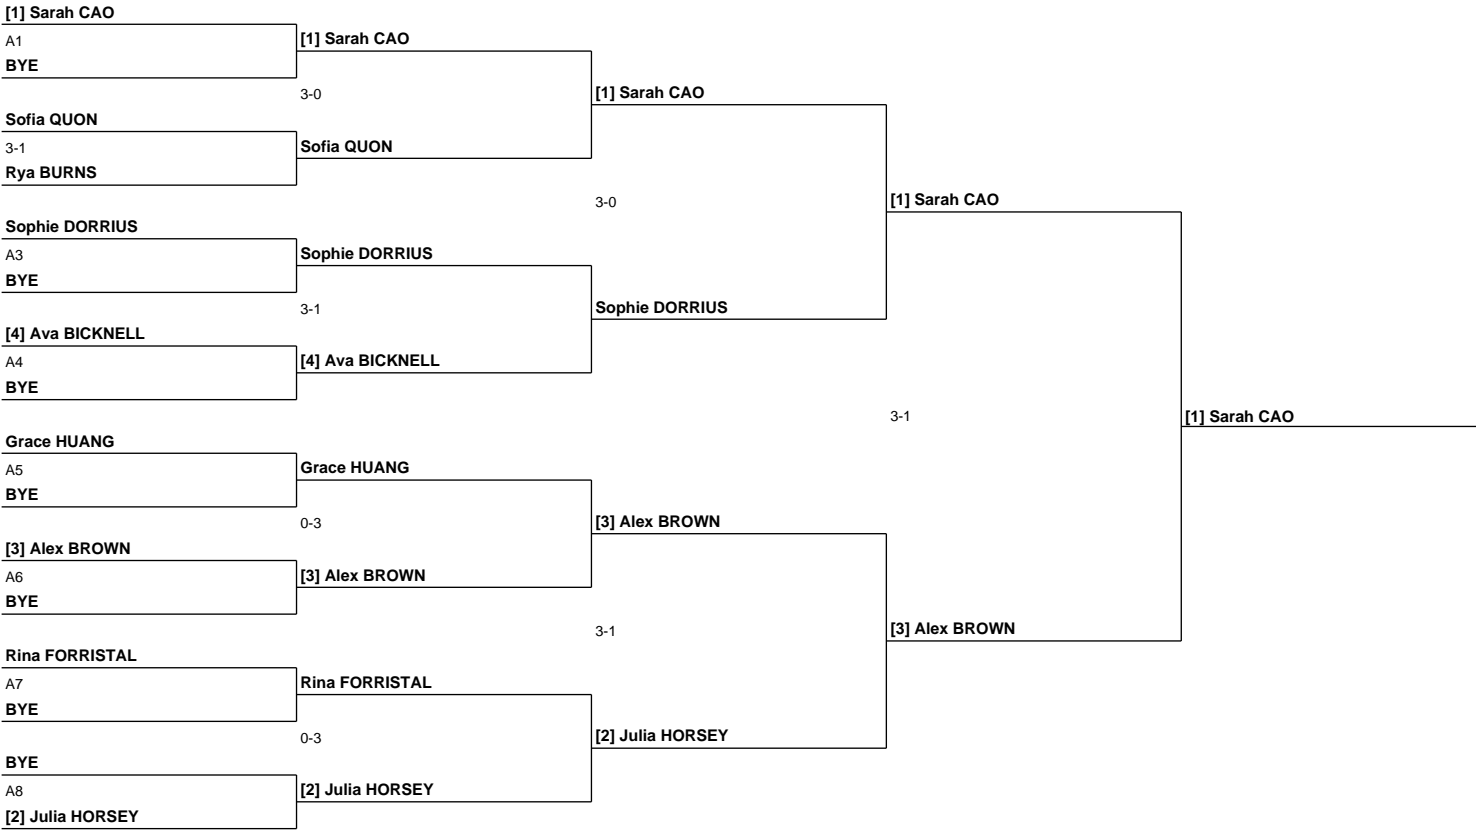 [1] Sarah CAO
A1
BYE
Sofia QUON
3-1
Rya BURNS
Sophie DORRIUS
A3
BYE
[4] Ava BICKNELL
A4
BYE
Grace HUANG
A5
BYE
[3] Alex BROWN
A6
BYE
Rina FORRISTAL
A7
BYE
BYE
A8
[2] Julia HORSEY
[1] Sarah CAO
3-0
Sofia QUON
Sophie DORRIUS
3-1
[4] Ava BICKNELL
Grace HUANG
0-3
[3] Alex BROWN
Rina FORRISTAL
0-3
[2] Julia HORSEY
[1] Sarah CAO
3-0
Sophie DORRIUS
[3] Alex BROWN
3-1
[2] Julia HORSEY
[1] Sarah CAO
3-1
[3] Alex BROWN
[1] Sarah CAO